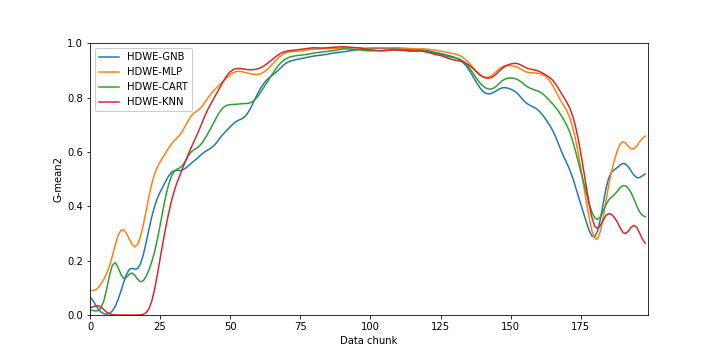 HDWE-GNB
HDWE-MLP
HDWE-CART
HDWE-KNN
1.0
0.8
0.6
0.4
0.2
0.0
G-mean2
0 25 50 75 100 125 150 175
Data chunk